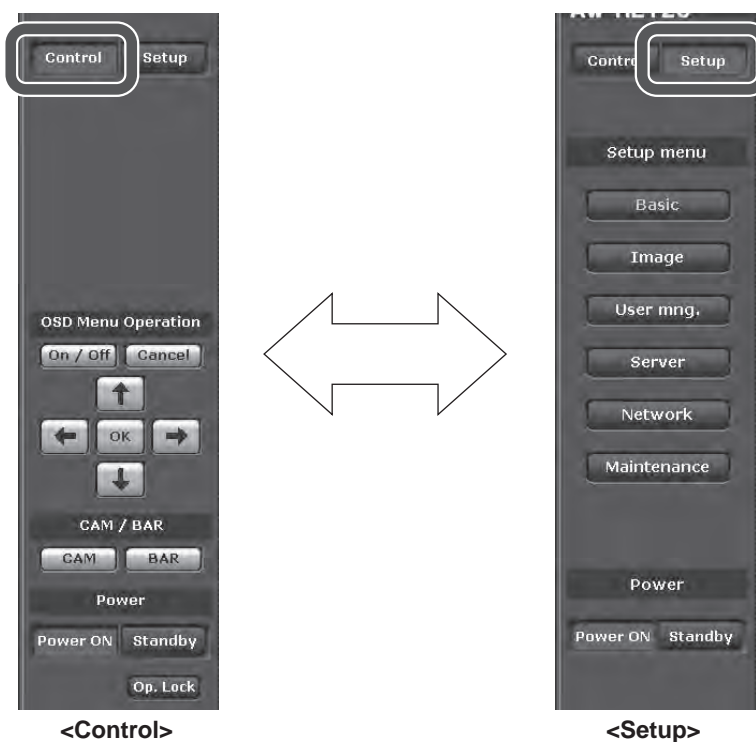 Control Setup
OSD Menu Operation
On / Off Cancel
OK
CAM / BAR
CAM BAR
Power
Power ON Standby
Op. Lock
<Control>
Setup
Setup menu
Basic
Image
User mng.
Server
Network
Maintenance
Power
Power ON Standby
<Setup>